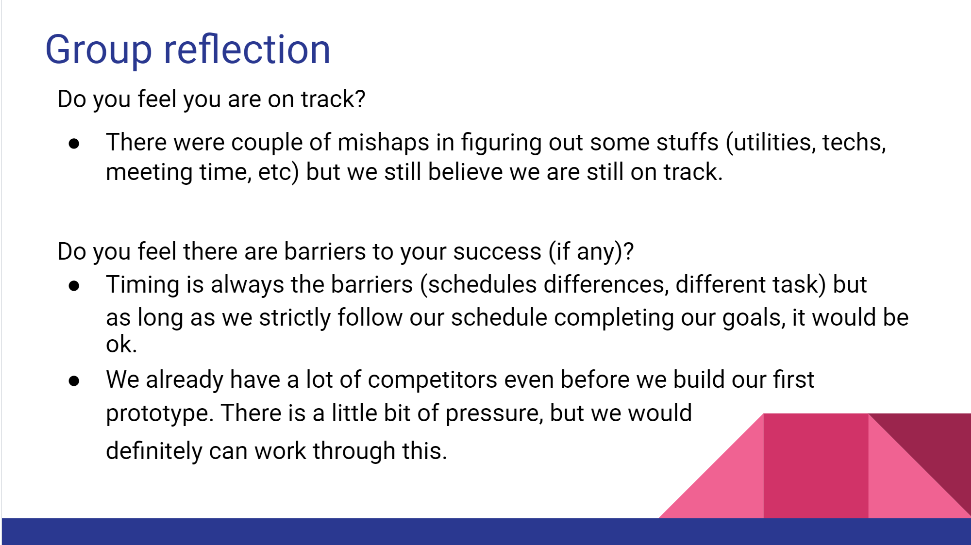 Group reflection
Do you feel you are on track?
● There were couple of mishaps in figuring out some stuffs (utilities, techs,
meeting time, etc) but we still believe we are still on track.
Do you feel there are barriers to your success (if any)?
● Timing is always the barriers (schedules differences, different task) but
as long as we strictly follow our schedule completing our goals, it would be
ok.
● We already have a lot of competitors even before we build our first
prototype. There is a little bit of pressure, but we would
definitely can work through this.